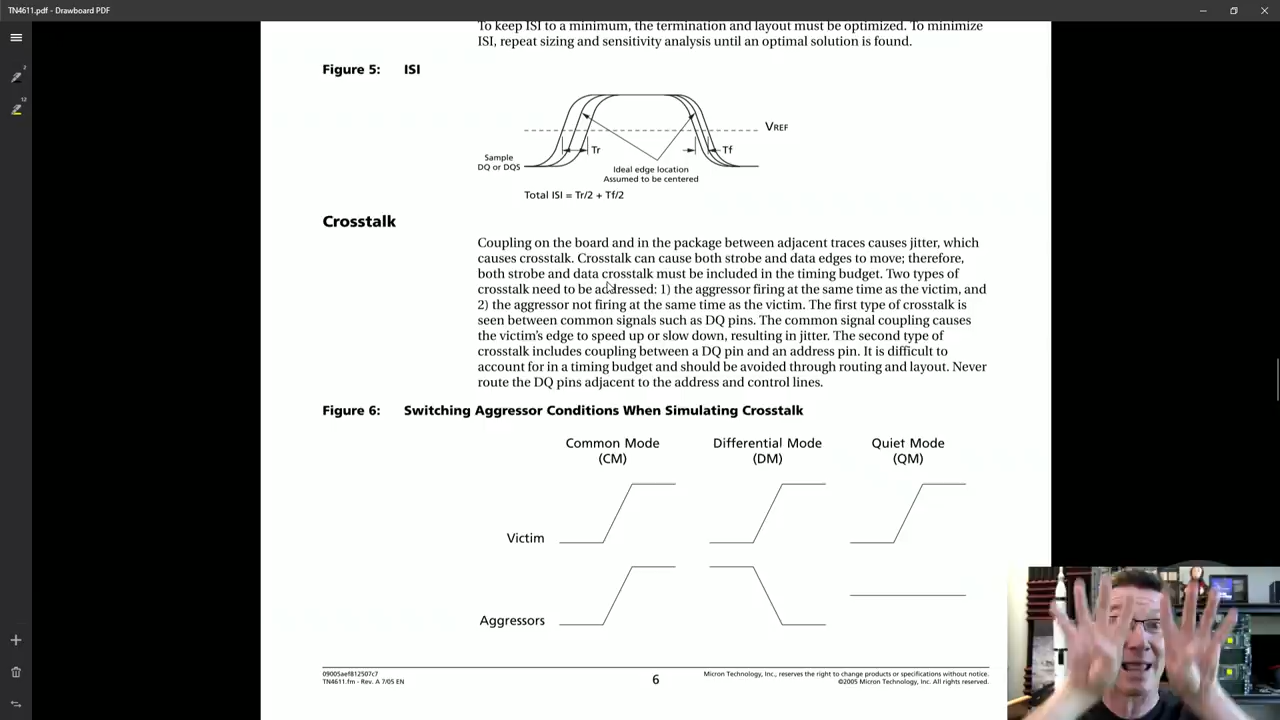 TN4611.pdf - Drawboard PDF
To keep ISI to a minimum, the termination and layout must be optimized. To minimize
ISI, repeat sizing and sensitivity analysis until an optimal solution is found.
Figure 5: ISI
VREF
Tr
Tf
Sample
DQ or DQS
Ideal edge location
Assumed to be centered
Total ISI = Tr/2 + Tf/2
Crosstalk
Coupling on the board and in the package between adjacent traces causes jitter, which
causes crosstalk. Crosstalk can cause both strobe and data edges to move; therefore,
both strobe and data crosstalk must be included in the timing budget. Two types of
crosstalk need to be addressed: 1) the aggressor firing at the same time as the victim, and
2) the aggressor not firing at the same time as the victim. The first type of crosstalk is
seen between common signals such as DQ pins. The common signal coupling causes
the victim's edge to speed up or slow down, resulting in jitter. The second type of
crosstalk includes coupling between a DQ pin and an address pin. It is difficult to
account for in a timing budget and should be avoided through routing and layout. Never
route the DQ pins adjacent to the address and control lines.
Figure 6: Switching Aggressor Conditions When Simulating Crosstalk
Common Mode Differential Mode Quiet Mode
(CM) (DM) (QM)
Victim
Aggressors
09005aef812507c7
TN4611.fm - Rev. A 7/05 EN
6
Micron Technology, Inc., reserves the right to change products or specifications without notice.
©2005 Micron Technology, Inc. All rights reserved.